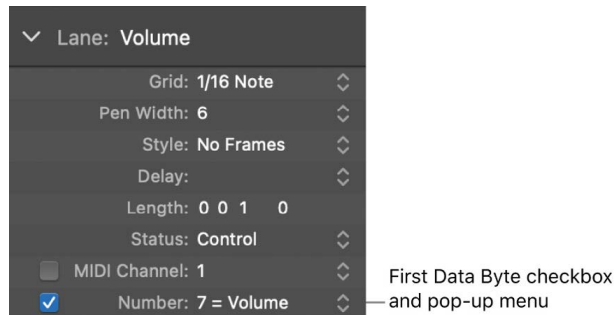 Lane: Volume
Grid: 1/16 Note
Pen Width: 6
Style: No Frames
Delay:
Length: 0 0 1 0
Status: Control
MIDI Channel: 1
Number: 7 = Volume
First Data Byte checkbox
and pop-up menu